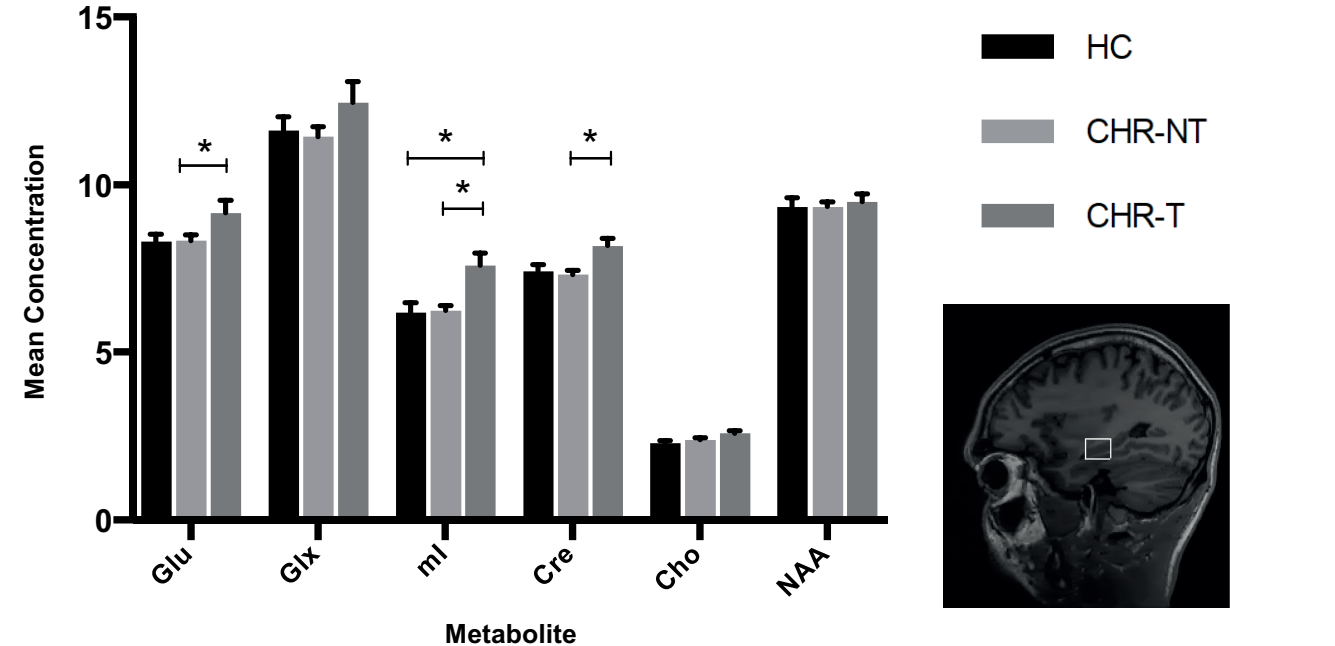 15
10
5
0
Mean Concentration
*
*
*
*
Glu
Glx
mI
Cre
Cho
NAA
Metabolite
HC
CHR-NT
CHR-T